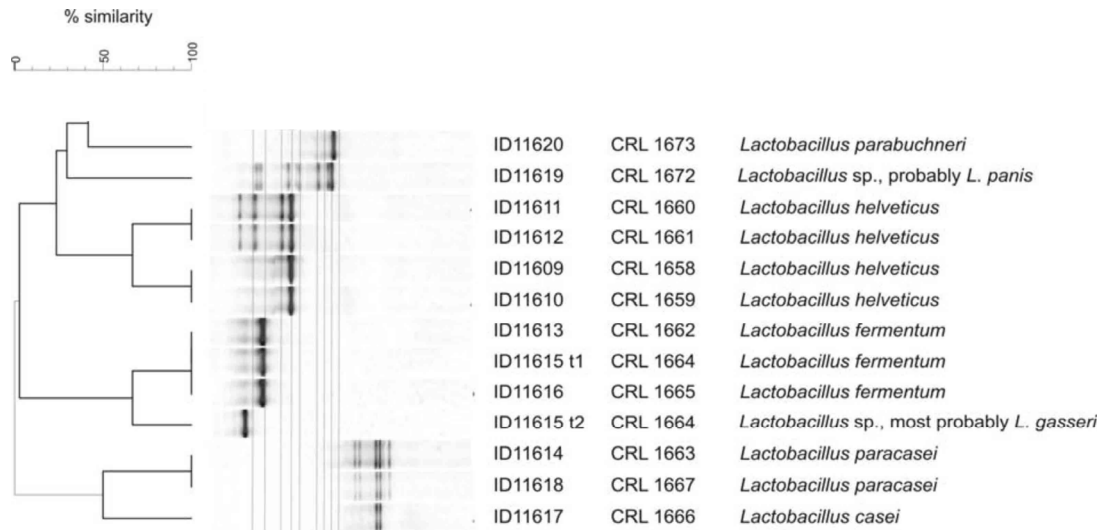 % similarity
0 50 100
ID11620 CRL 1673 Lactobacillus parabuchneri
ID11619 CRL 1672 Lactobacillus sp., probably L. panis
ID11611 CRL 1660 Lactobacillus helveticus
ID11612 CRL 1661 Lactobacillus helveticus
ID11609 CRL 1658 Lactobacillus helveticus
ID11610 CRL 1659 Lactobacillus helveticus
ID11613 CRL 1662 Lactobacillus fermentum
ID11615 t1 CRL 1664 Lactobacillus fermentum
ID11616 CRL 1665 Lactobacillus fermentum
ID11615 t2 CRL 1664 Lactobacillus sp., most probably L. gasseri
ID11614 CRL 1663 Lactobacillus paracasei
ID11618 CRL 1667 Lactobacillus paracasei
ID11617 CRL 1666 Lactobacillus casei